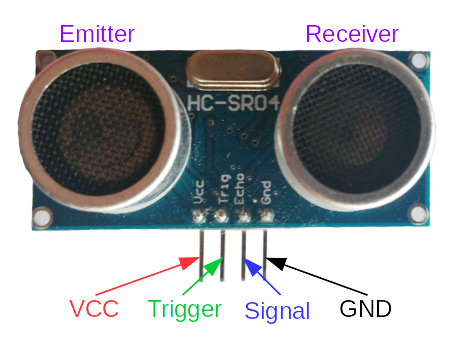 Emitter
Receiver
HC-SR04
Vcc
Trig
Echo
Gnd
VCC
Trigger
Signal
GND